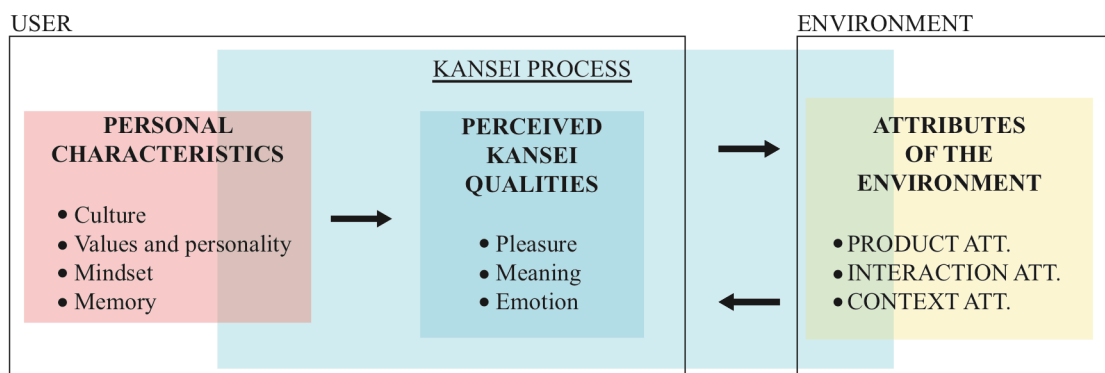 USER
ENVIRONMENT
KANSEI PROCESS
PERSONAL
CHARACTERISTICS
• Culture
• Values and personality
• Mindset
• Memory
PERCEIVED
KANSEI
QUALITIES
• Pleasure
• Meaning
• Emotion
ATTRIBUTES
OF THE
ENVIRONMENT
• PRODUCT ATT.
• INTERACTION ATT.
• CONTEXT ATT.